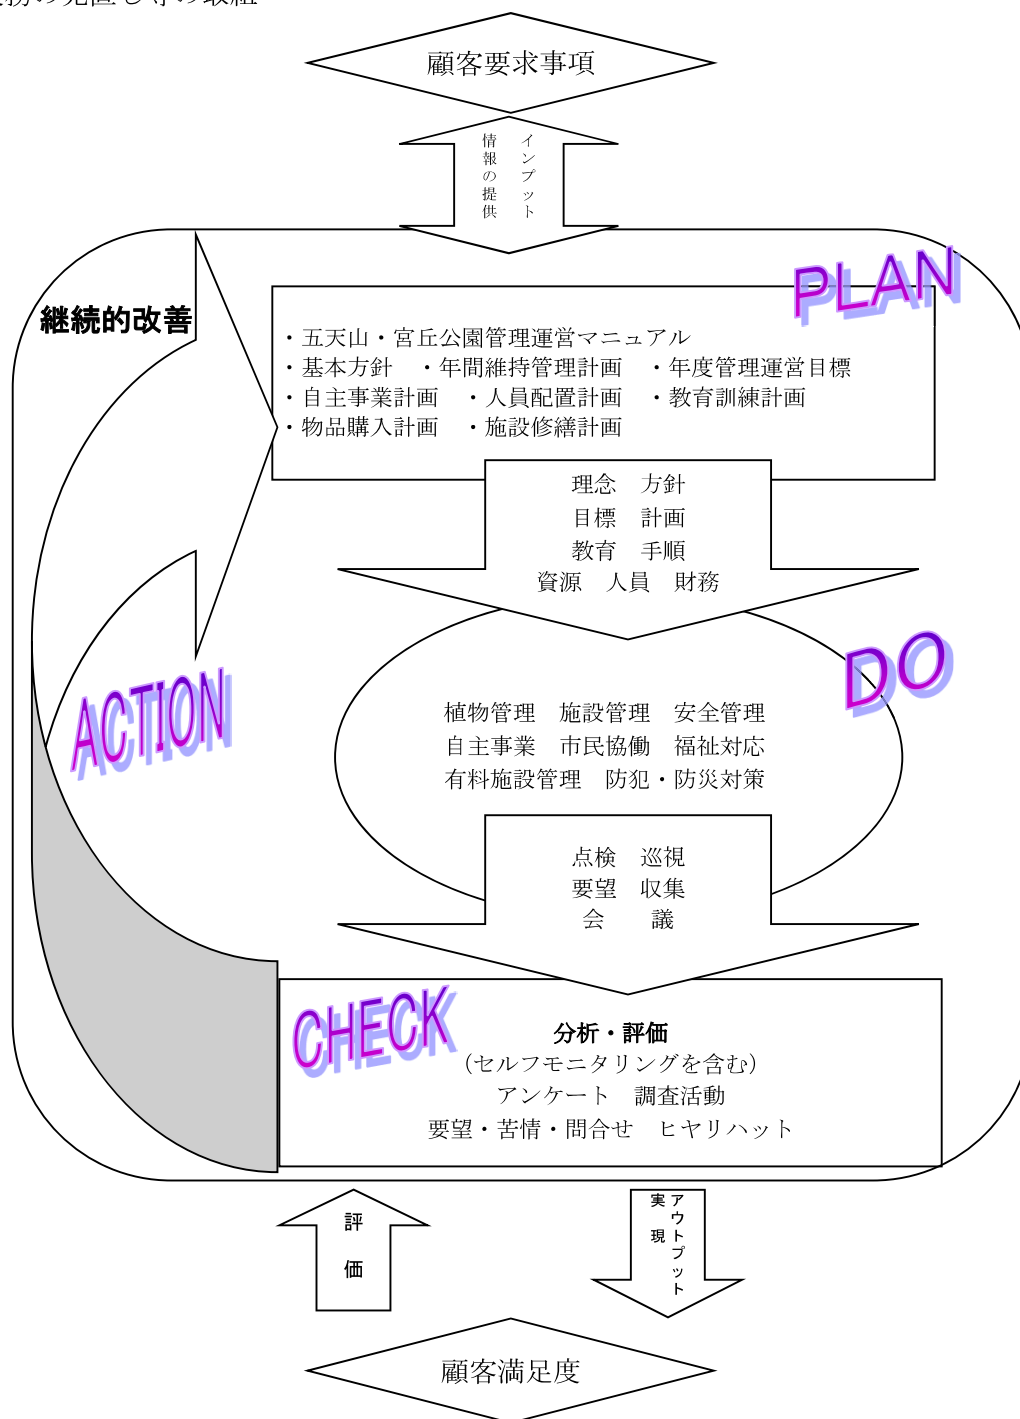 顧客要求事項
インプット
情報の提供
PLAN
継続的改善
・五天山・宮丘公園管理運営マニュアル
・基本方針　・年間維持管理計画　・年度管理運営目標
・自主事業計画　・人員配置計画　・教育訓練計画
・物品購入計画　・施設修繕計画
理念　方針
目標　計画
教育　手順
資源　人員　財務
DO
ACTION
植物管理　施設管理　安全管理
自主事業　市民協働　福祉対応
有料施設管理　防犯・防災対策
点検　巡視
要望　収集
会　　議
CHECK
分析・評価
（セルフモニタリングを含む）
アンケート　調査活動
要望・苦情・問合せ　ヒヤリハット
評価
アウトプット
実現
顧客満足度